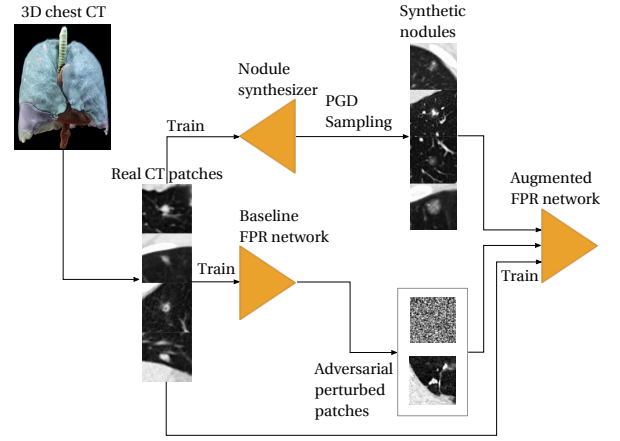 3D chest CT
Synthetic
nodules
Nodule
synthesizer
PGD
Sampling
Train
Real CT patches
Baseline
FPR network
Augmented
FPR network
Train
Train
Adversarial
perturbed
patches